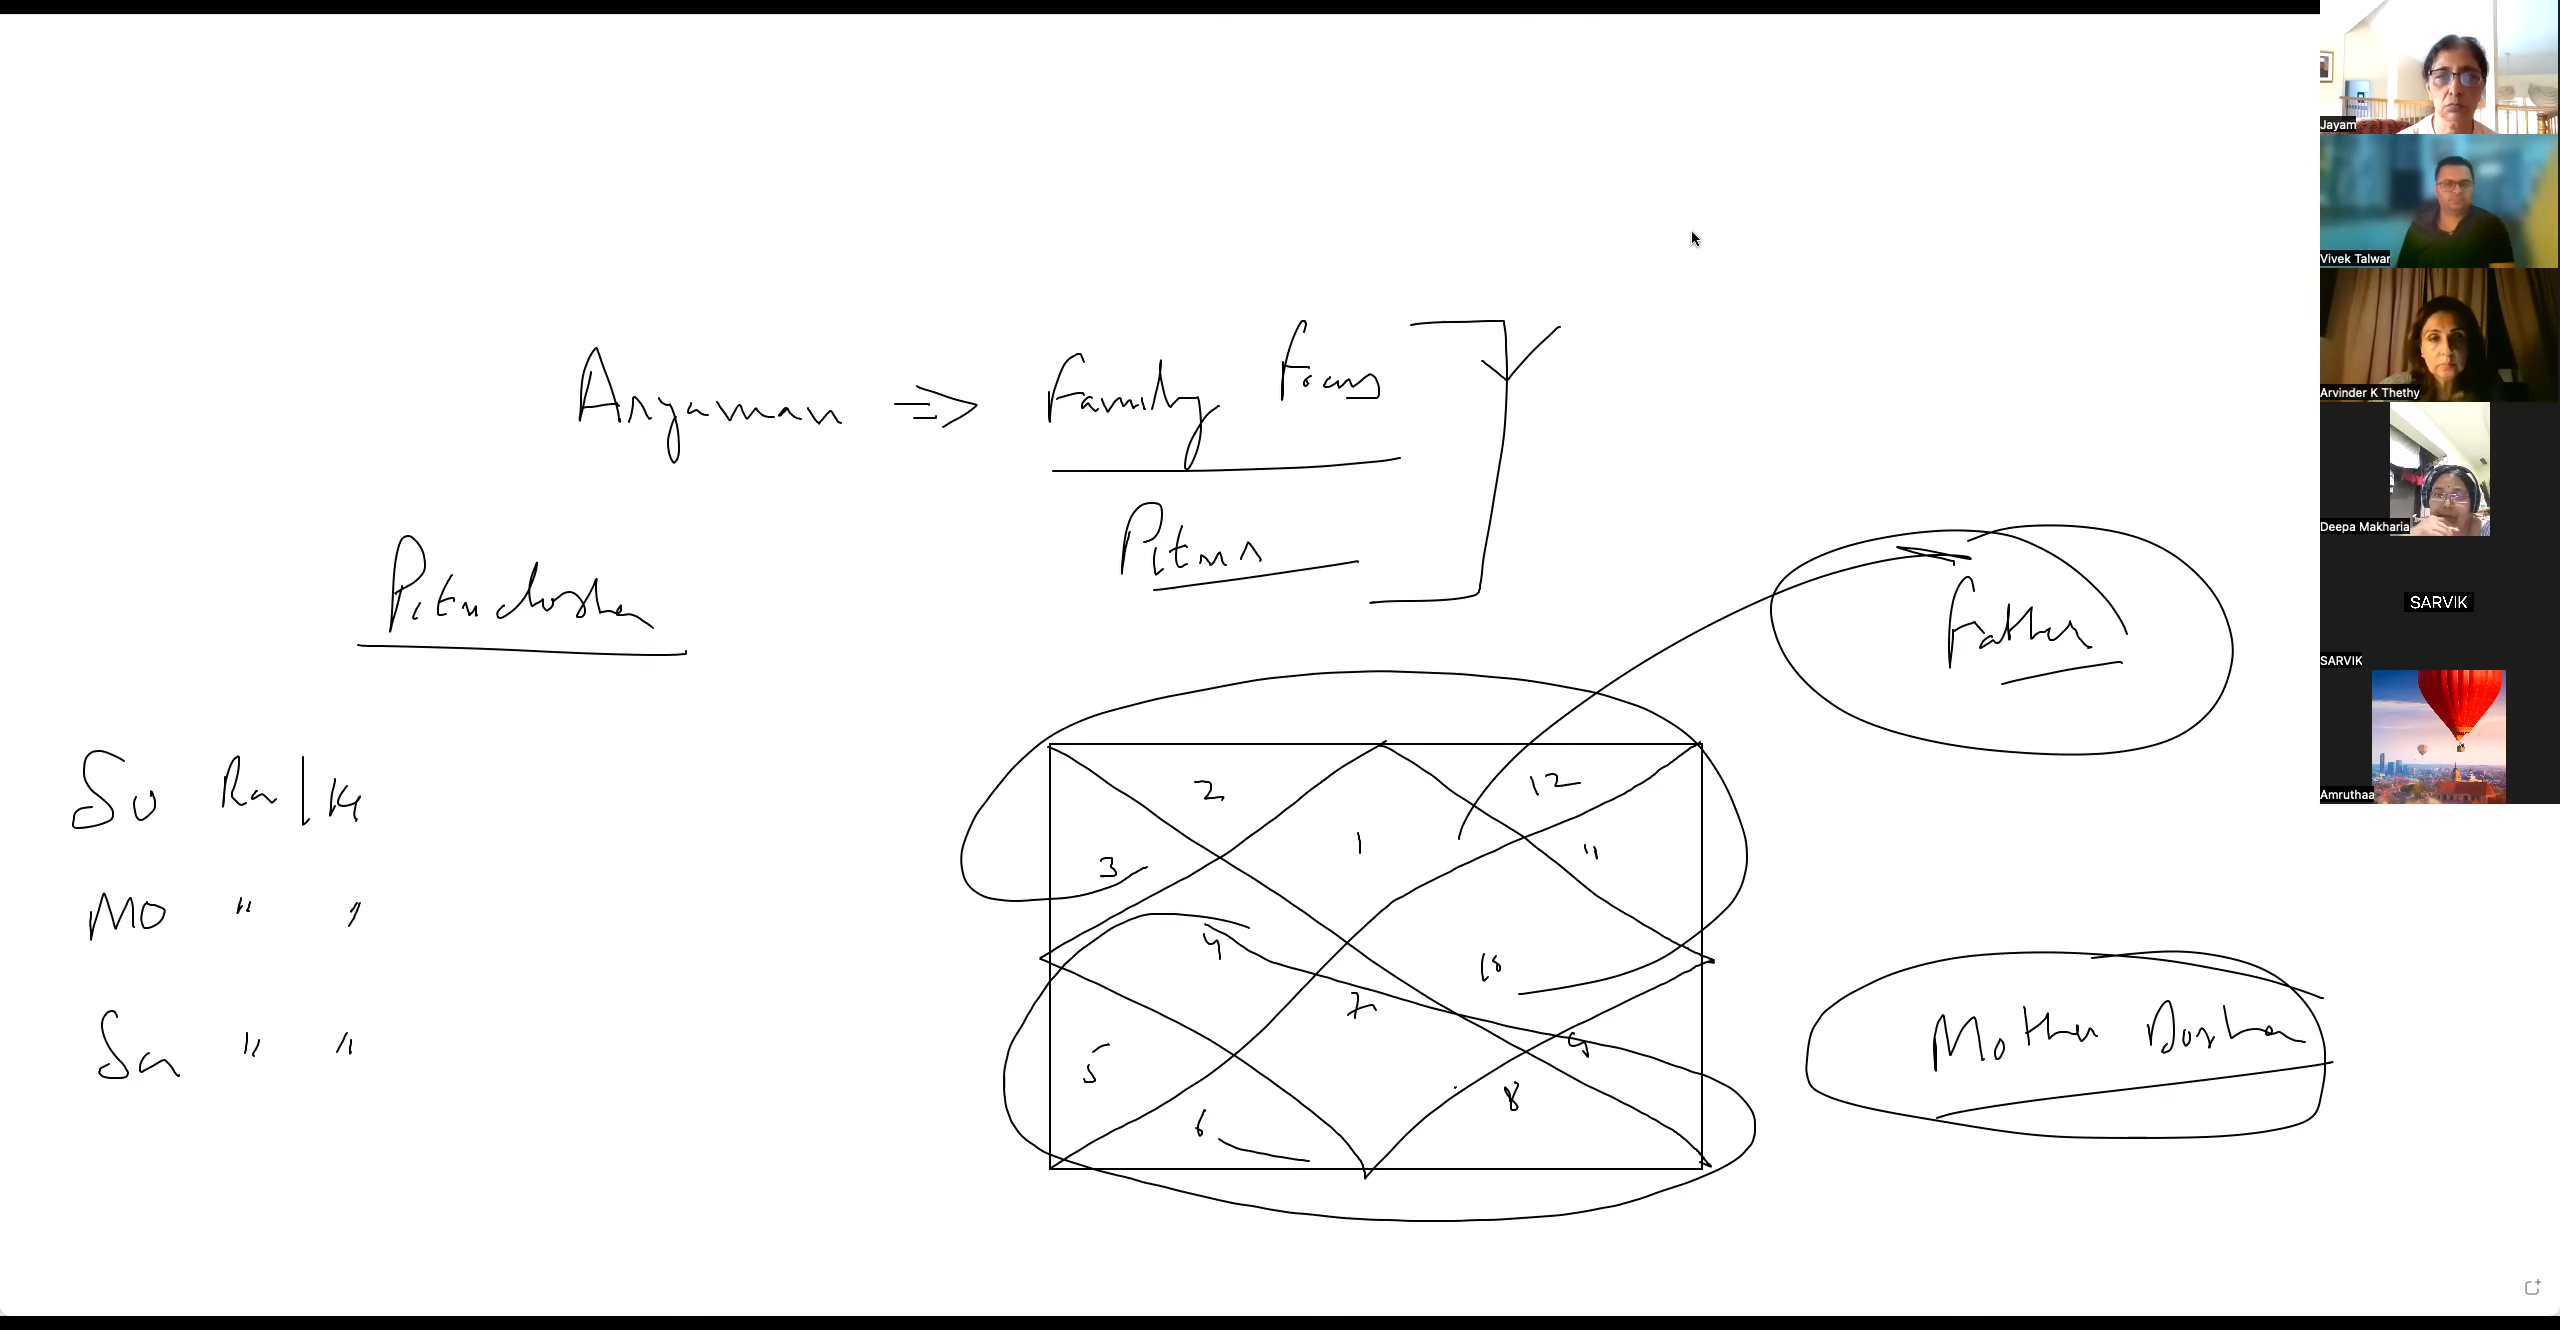 Aryaman => Family Focus
Pitrus
Pitrudosha
Father
Su Ra/Ke
Mo " "
Sa " "
2
12
3
1
11
4
10
7
5
9
8
6
Mother Dosha
Jayam
Vivek Talwar
Arvinder K Thethy
Deepa Makharia
SARVIK
SARVIK
Amruthaa